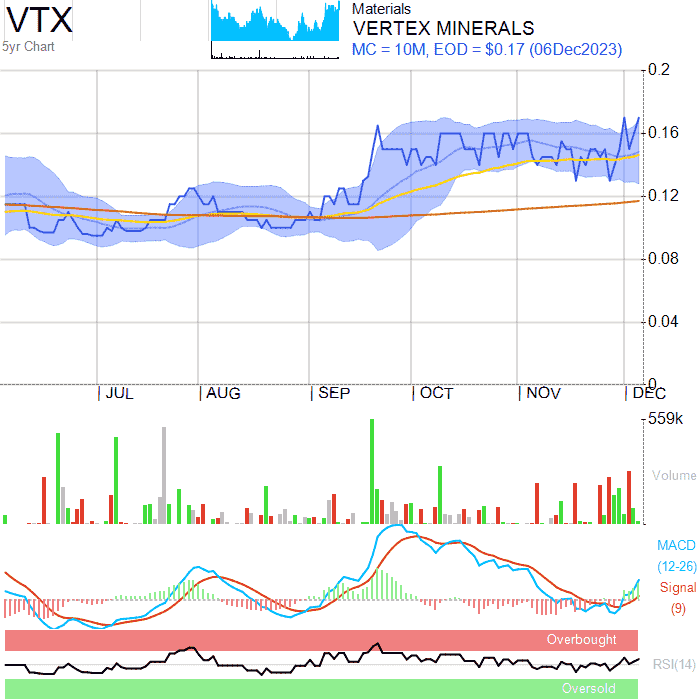 VTX
5yr Chart
Materials
VERTEX MINERALS
MC = 10M, EOD = $0.17 (06Dec2023)
0.2
0.16
0.12
0.08
0.04
0
JUL AUG SEP OCT NOV DEC
559k
Volume
MACD
(12-26)
Signal
(9)
Overbought
RSI(14)
Oversold